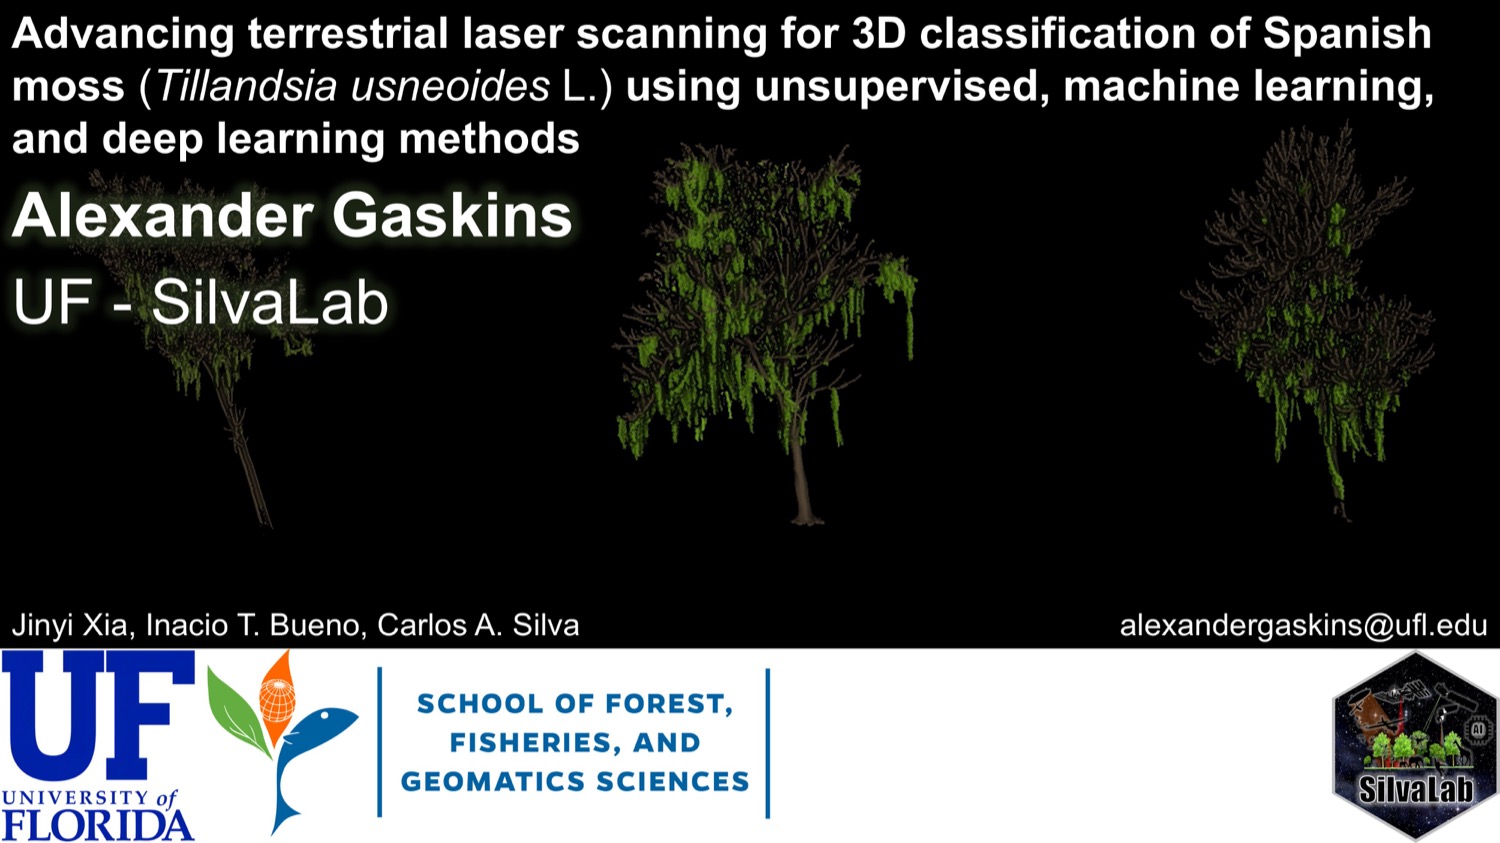 Advancing terrestrial laser scanning for 3D classification of Spanish
moss (Tillandsia usneoides L.) using unsupervised, machine learning,
and deep learning methods
Alexander Gaskins
UF - SilvaLab
Jinyi Xia, Inacio T. Bueno, Carlos A. Silva
alexandergaskins@ufl.edu
UF
UNIVERSITY of
FLORIDA
SCHOOL OF FOREST,
FISHERIES, AND
GEOMATICS SCIENCES
AI
SilvaLab